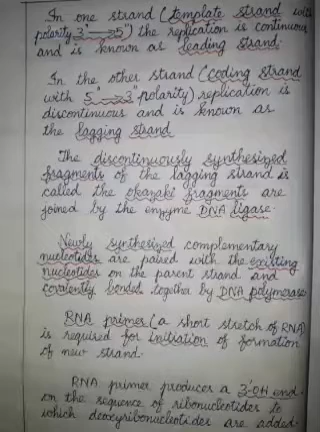 In one strand (template strand with
polarity 3 → 5') the replication is continuous
and is known as leading strand.
In the other strand (coding strand
with 5" → 3" polarity) replication is
discontinuous and is known as
the lagging strand
The discontinuously synthesized
fragments of the lagging strand is
called the okazaki fragments are
joined by the enzyme DNA ligase.
Newly synthesized complementary
nucleotides are paired with the existing
nucleotides on the parent strand and
covalently bonded together by DNA polymerase
RNA primer (a short stretch of RNA)
is required for initiation of formation
of new strand.
RNA primer produces a 3'-OH end
on the sequence of ribonucleotides to
which deoxyribonucleotides are added.